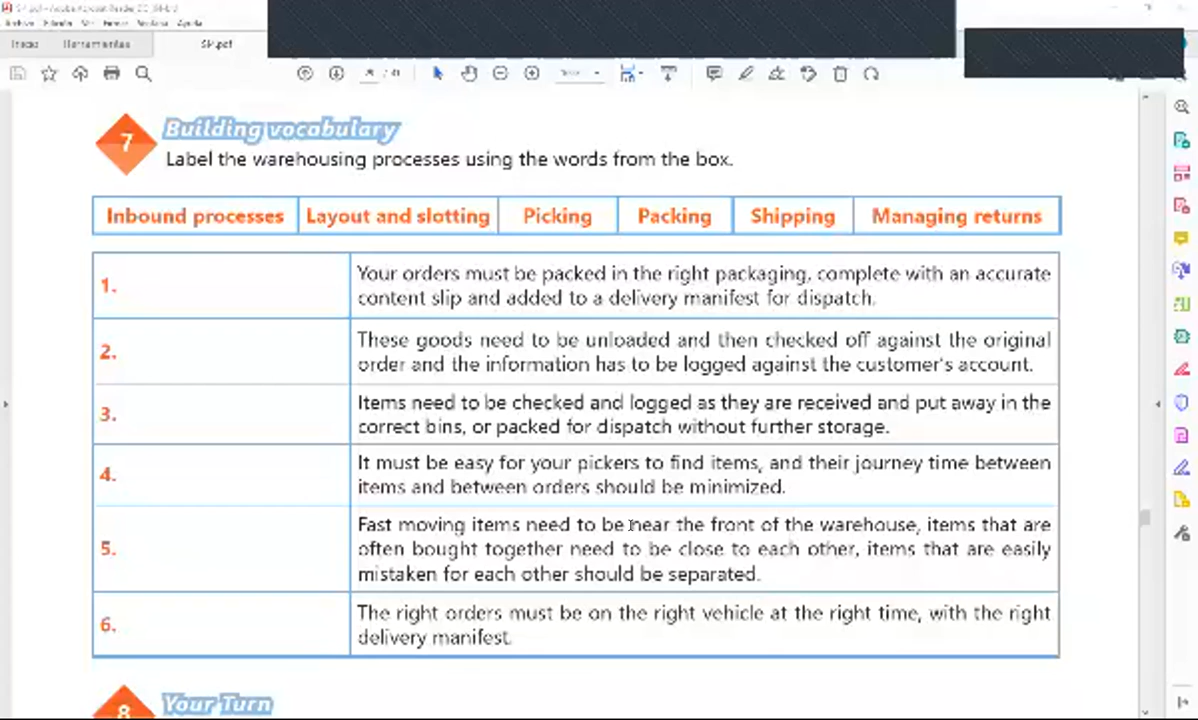 Inicio
Herramientas
7
Building vocabulary
Label the warehousing processes using the words from the box.
Inbound processes
Layout and slotting
Picking
Packing
Shipping
Managing returns
1.
Your orders must be packed in the right packaging, complete with an accurate
content slip and added to a delivery manifest for dispatch.
2.
These goods need to be unloaded and then checked off against the original
order and the information has to be logged against the customer's account.
3.
Items need to be checked and logged as they are received and put away in the
correct bins, or packed for dispatch without further storage.
4.
It must be easy for your pickers to find items, and their journey time between
items and between orders should be minimized.
5.
Fast moving items need to be near the front of the warehouse, items that are
often bought together need to be close to each other, items that are easily
mistaken for each other should be separated.
6.
The right orders must be on the right vehicle at the right time, with the right
delivery manifest.
8
Your Turn